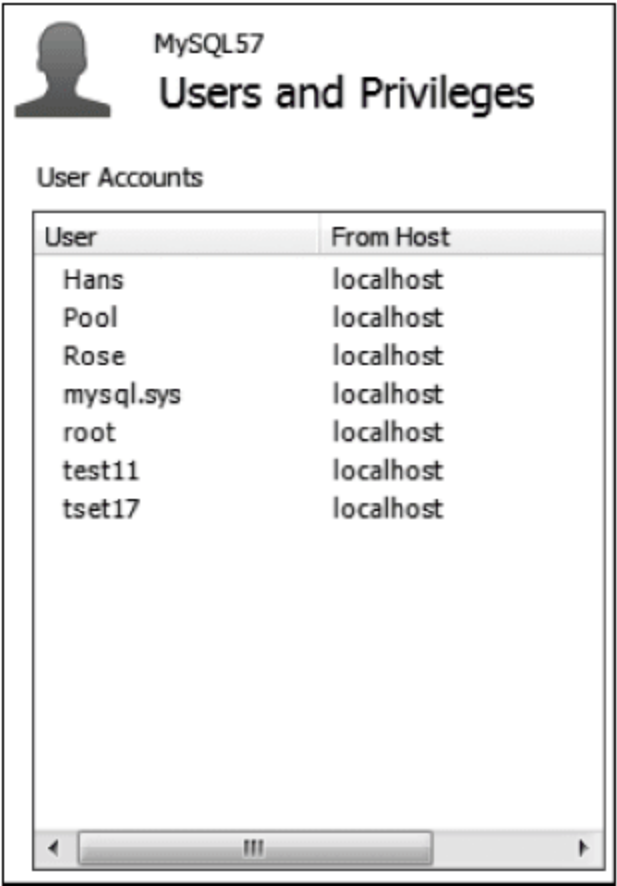 MySQL57
Users and Privileges
User Accounts
User From Host
Hans localhost
Pool localhost
Rose localhost
mysql.sys localhost
root localhost
test11 localhost
tset17 localhost